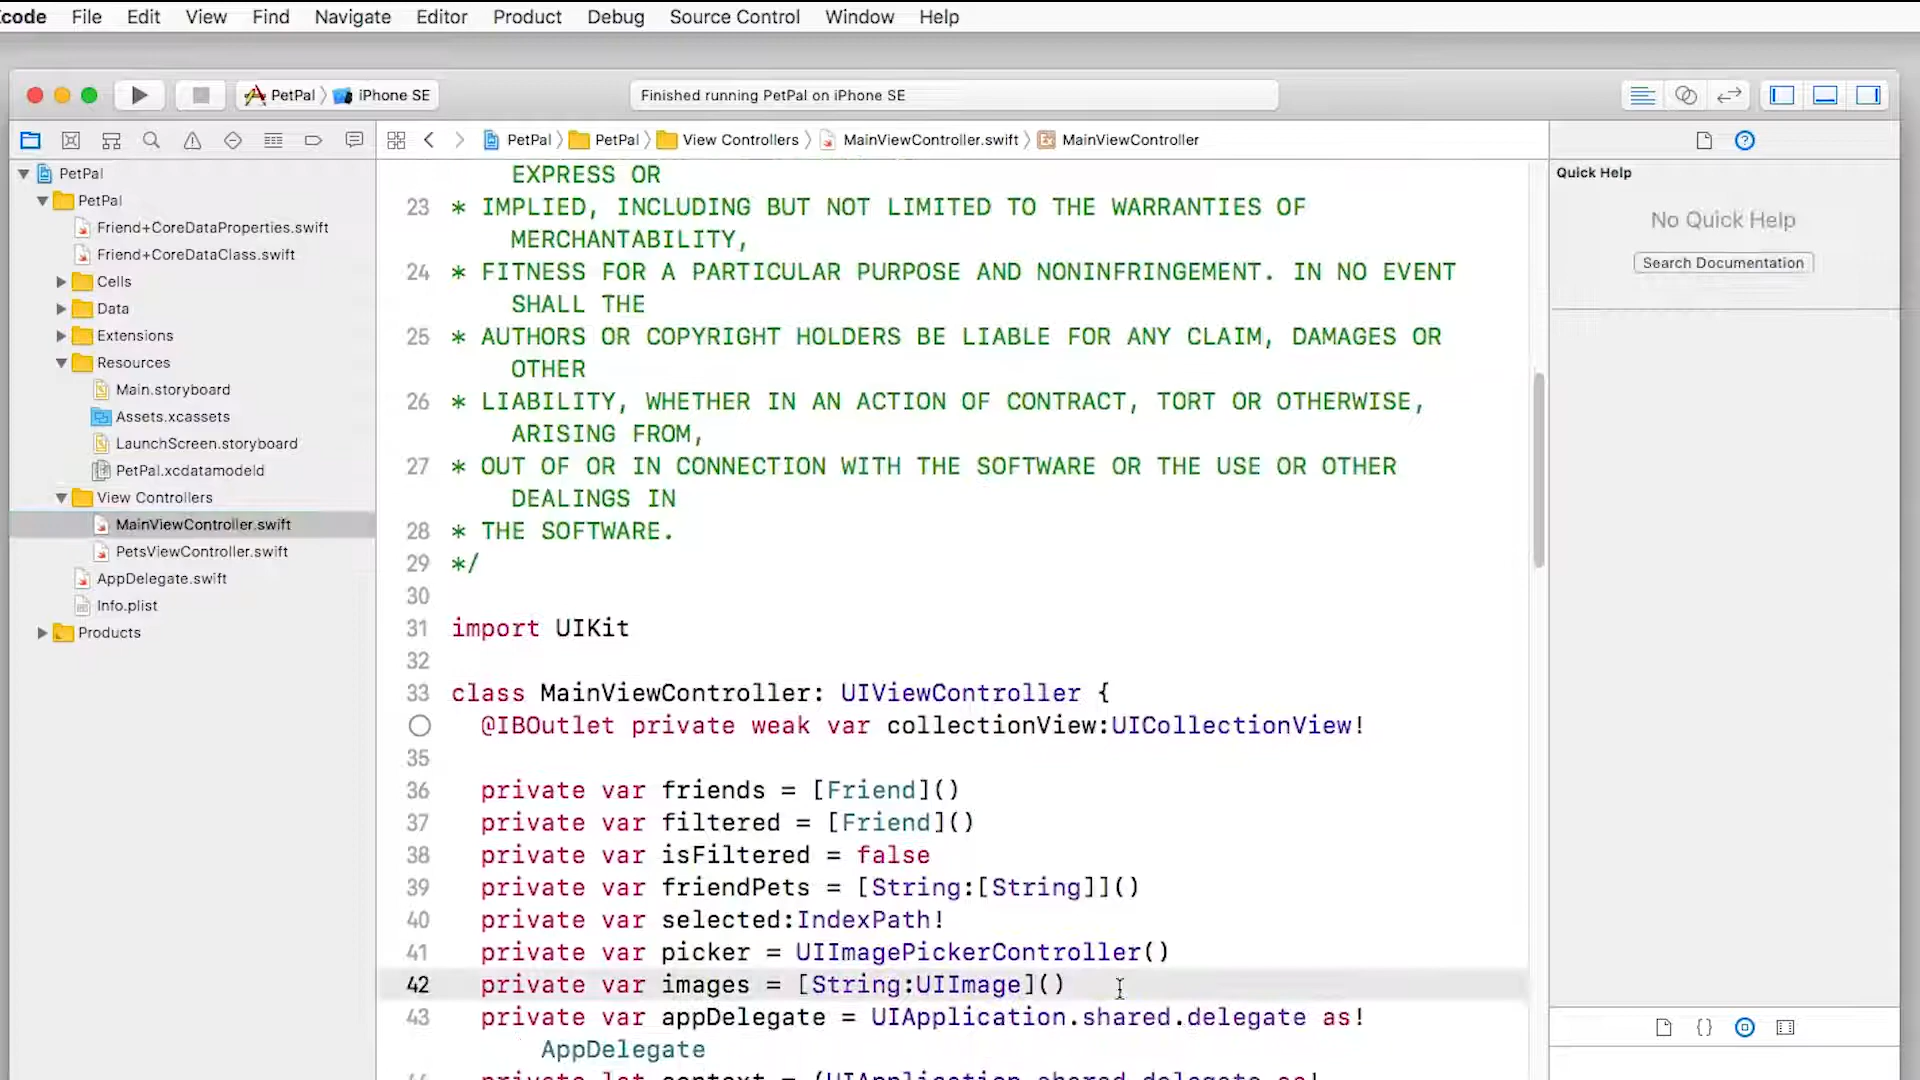 code File Edit View Find Navigate Editor Product Debug Source Control Window Help
PetPal iPhone SE
Finished running PetPal on iPhone SE
PetPal PetPal View Controllers MainViewController.swift MainViewController
PetPal
PetPal
Friend+CoreDataProperties.swift
Friend+CoreDataClass.swift
Cells
Data
Extensions
Resources
Main.storyboard
Assets.xcassets
LaunchScreen.storyboard
PetPal.xcdatamodeld
View Controllers
MainViewController.swift
PetsViewController.swift
AppDelegate.swift
Info.plist
Products
EXPRESS OR
23 * IMPLIED, INCLUDING BUT NOT LIMITED TO THE WARRANTIES OF
MERCHANTABILITY,
24 * FITNESS FOR A PARTICULAR PURPOSE AND NONINFRINGEMENT. IN NO EVENT
SHALL THE
25 * AUTHORS OR COPYRIGHT HOLDERS BE LIABLE FOR ANY CLAIM, DAMAGES OR
OTHER
26 * LIABILITY, WHETHER IN AN ACTION OF CONTRACT, TORT OR OTHERWISE,
ARISING FROM,
27 * OUT OF OR IN CONNECTION WITH THE SOFTWARE OR THE USE OR OTHER
DEALINGS IN
28 * THE SOFTWARE.
29 */
30
31 import UIKit
32
33 class MainViewController: UIViewController {
@IBOutlet private weak var collectionView:UICollectionView!
35
36 private var friends = [Friend]()
37 private var filtered = [Friend]()
38 private var isFiltered = false
39 private var friendPets = [String:[String]]()
40 private var selected:IndexPath!
41 private var picker = UIImagePickerController()
42 private var images = [String:UIImage]()
43 private var appDelegate = UIApplication.shared.delegate as!
AppDelegate
44 private let context = (UIApplication.shared.delegate as!
Quick Help
No Quick Help
Search Documentation